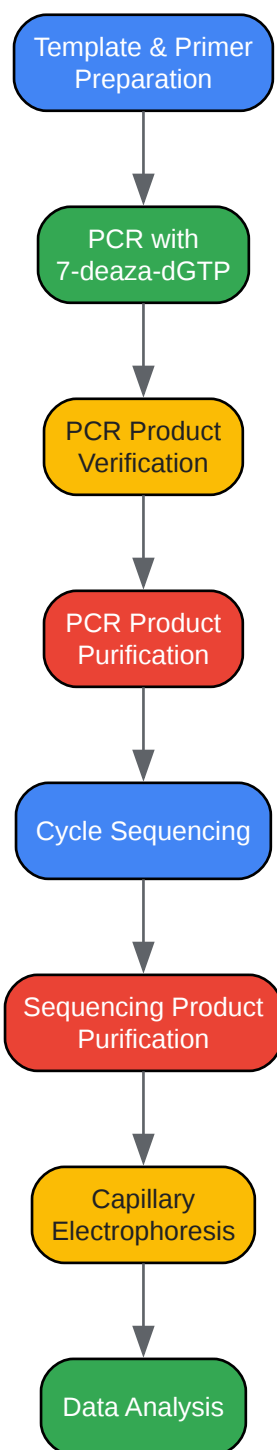 Template & Primer
Preparation
PCR with
7-deaza-dGTP
PCR Product
Verification
PCR Product
Purification
Cycle Sequencing
Sequencing Product
Purification
Capillary
Electrophoresis
Data Analysis